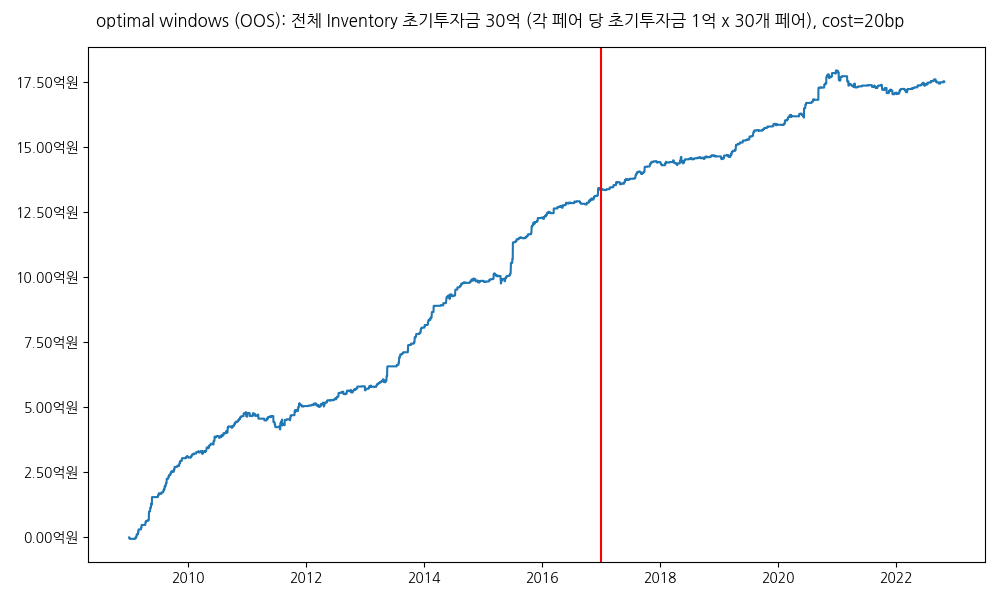 optimal windows (OOS): 전체 Inventory 초기투자금 30억 (각 페어 당 초기투자금 1억 x 30개 페어), cost=20bp
17.50억원
15.00억원
12.50억원
10.00억원
7.50억원
5.00억원
2.50억원
0.00억원
2010 2012 2014 2016 2018 2020 2022